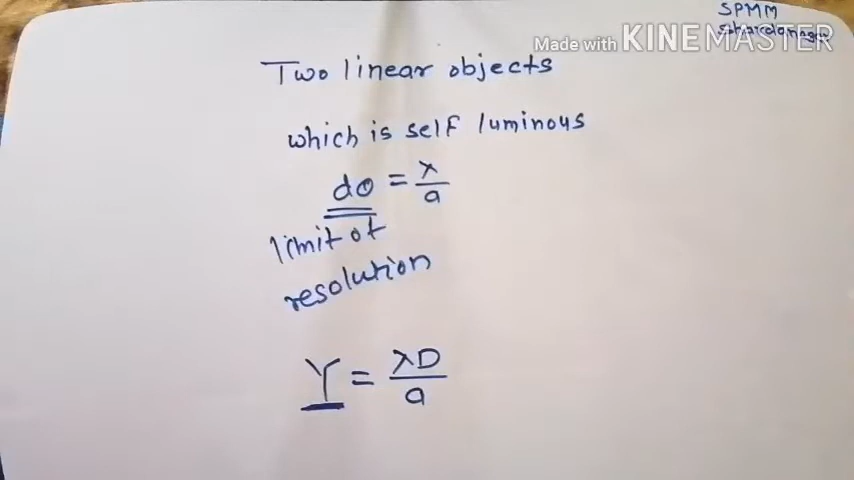 SPMM
Made with KINEMASTER
Two linear objects
which is self luminous
dθ = λ/a
limit of
resolution
Y = λD/a